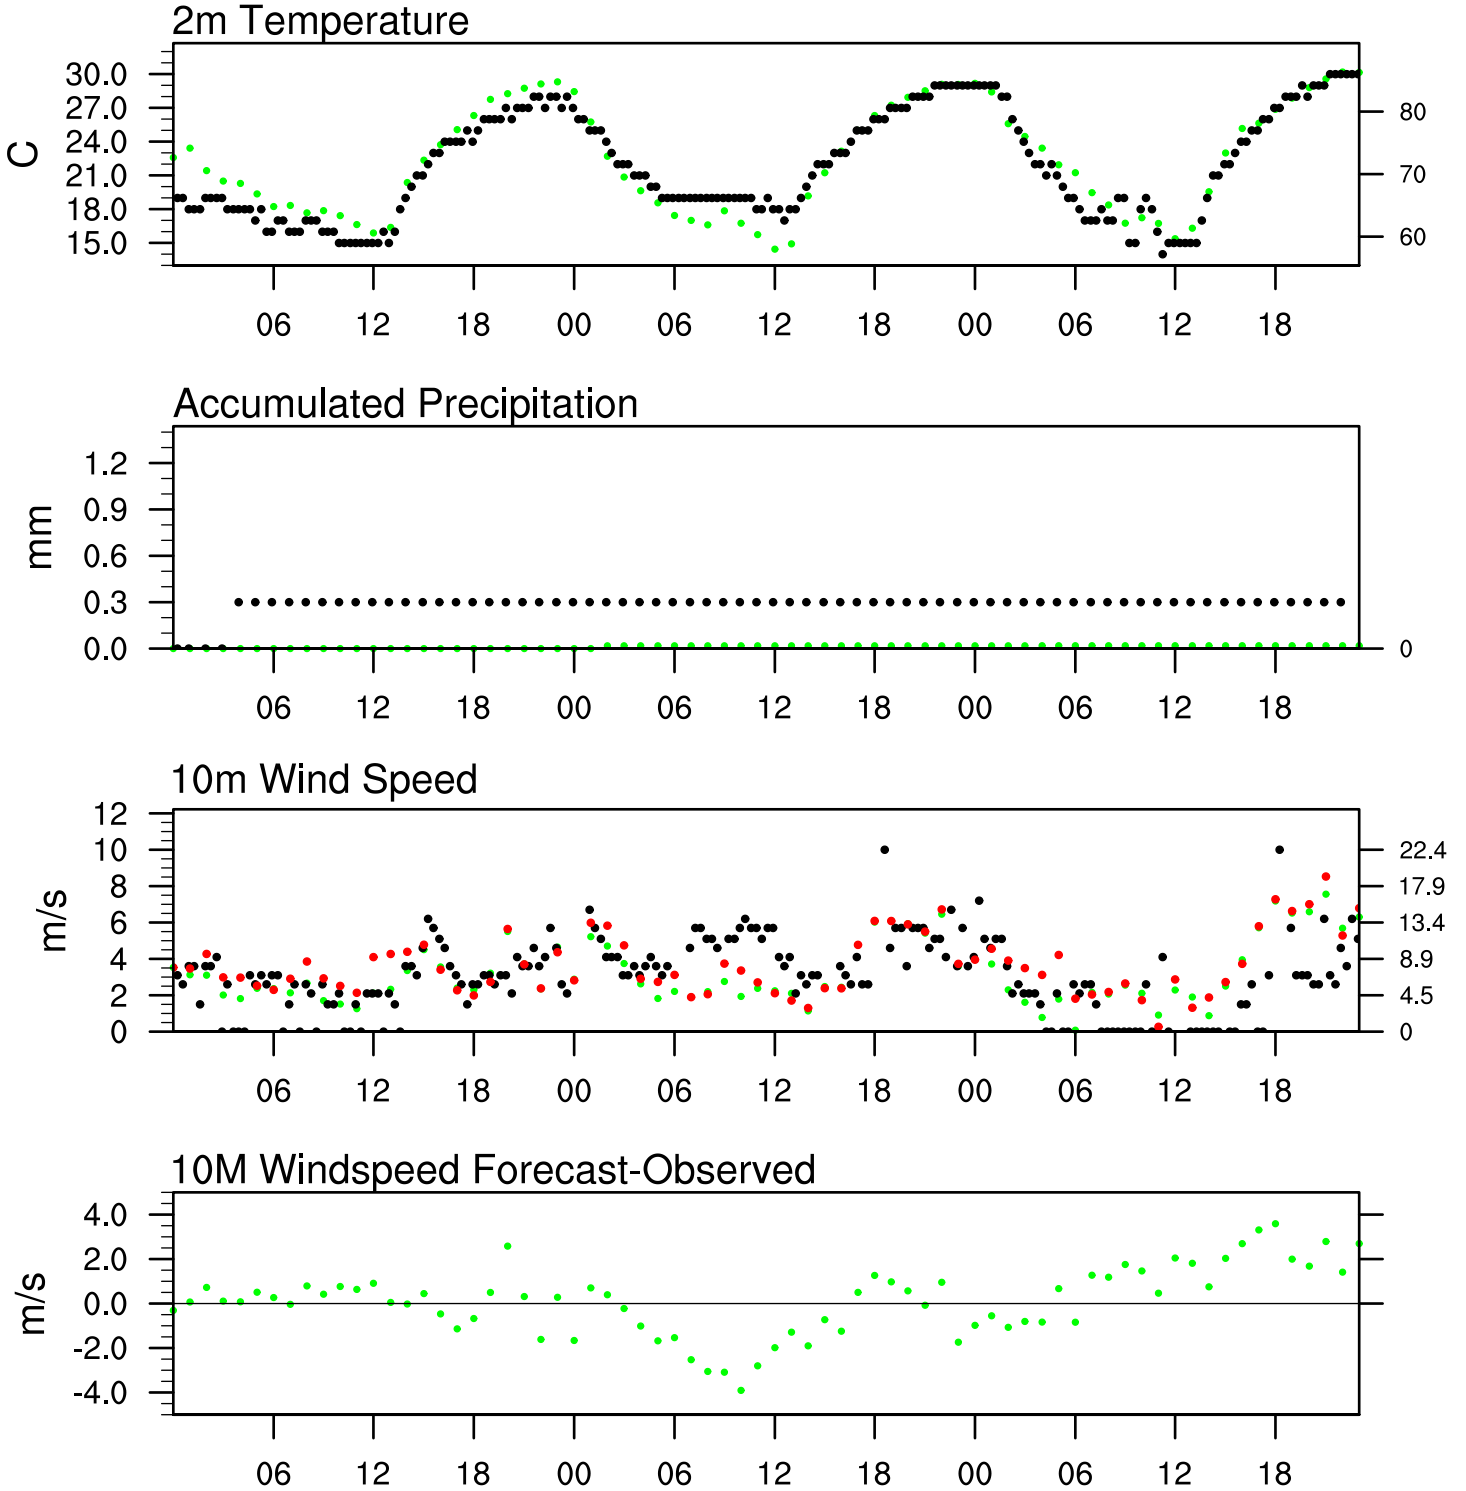 2m Temperature
30.0
27.0
24.0
21.0
18.0
15.0
C
80
70
60
06 12 18 00 06 12 18 00 06 12 18
Accumulated Precipitation
1.2
0.9
0.6
0.3
0.0
mm
0
06 12 18 00 06 12 18 00 06 12 18
10m Wind Speed
12
10
8
6
4
2
0
m/s
22.4
17.9
13.4
8.9
4.5
0
06 12 18 00 06 12 18 00 06 12 18
10M Windspeed Forecast-Observed
4.0
2.0
0.0
-2.0
-4.0
m/s
06 12 18 00 06 12 18 00 06 12 18